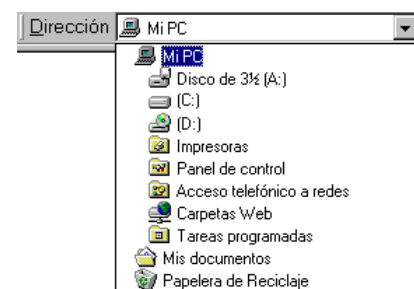 Dirección Mi PC
Mi PC
Disco de 3½ (A:)
(C:)
(D:)
Impresoras
Panel de control
Acceso telefónico a redes
Carpetas Web
Tareas programadas
Mis documentos
Papelera de Reciclaje